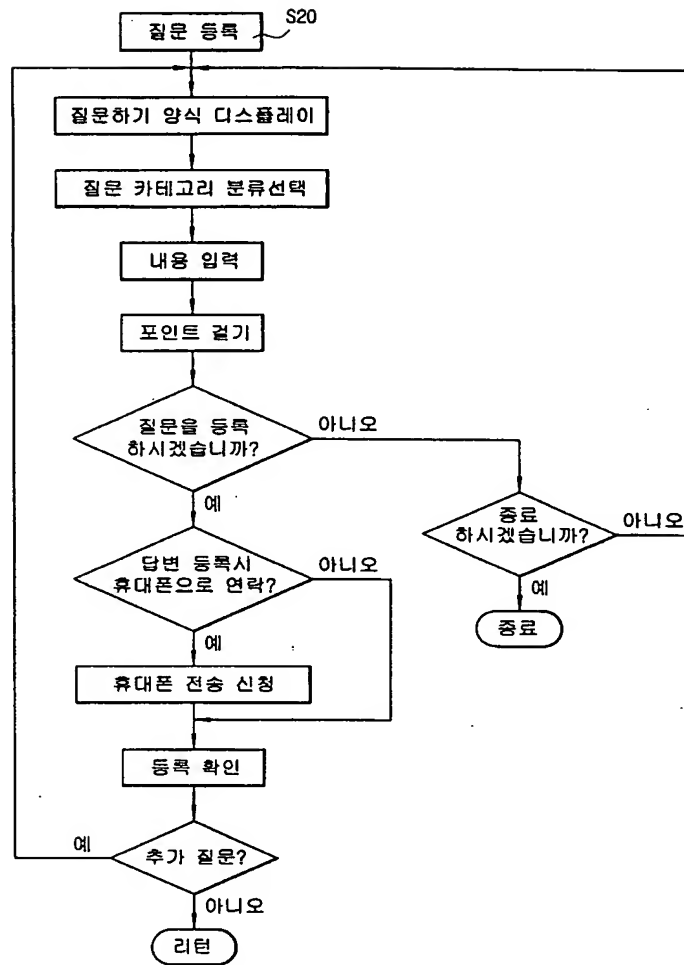 질문 등록
S20
질문하기 양식 디스플레이
질문 카테고리 분류선택
내용 입력
포인트 걸기
질문을 등록
하시겠습니까?
아니오
예
종료
하시겠습니까?
아니오
예
종료
답변 등록시
휴대폰으로 연락?
아니오
예
휴대폰 전송 신청
등록 확인
추가 질문?
예
아니오
리턴